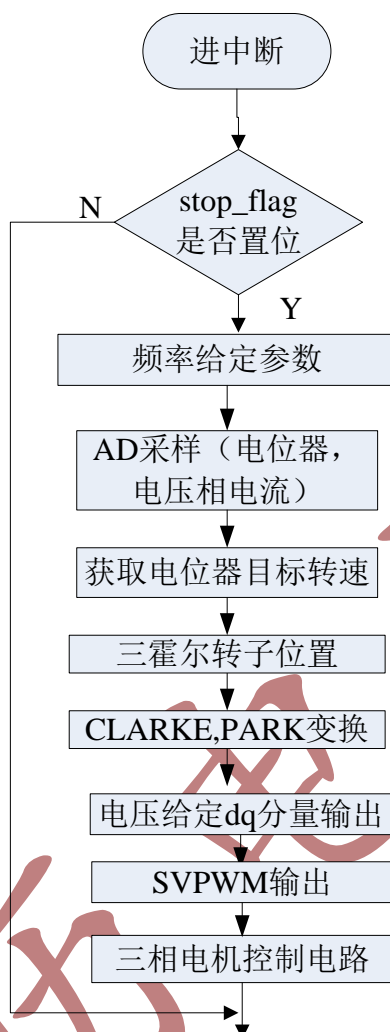 进中断
stop_flag
是否置位
N
Y
频率给定参数
AD采样（电位器，
电压相电流）
获取电位器目标转速
三霍尔转子位置
CLARKE,PARK变换
电压给定dq分量输出
SVPWM输出
三相电机控制电路